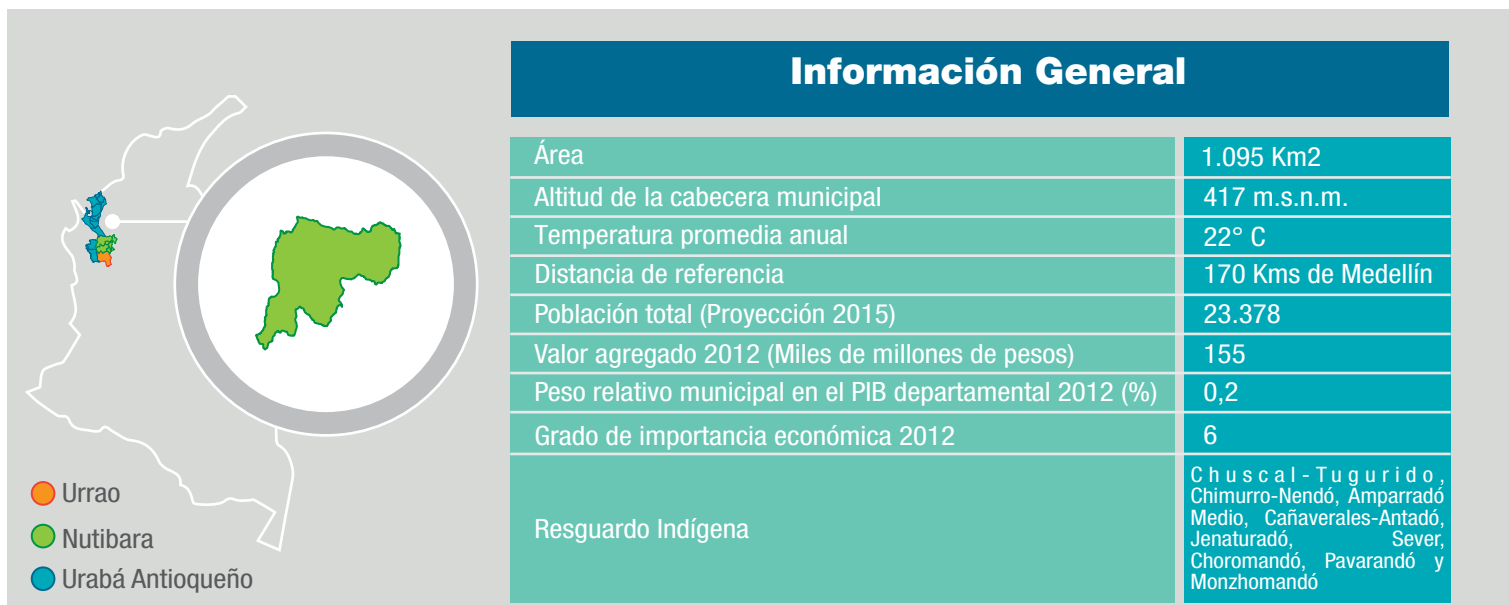 Información General
Área
1.095 Km2
Altitud de la cabecera municipal
417 m.s.n.m.
Temperatura promedia anual
22° C
Distancia de referencia
170 Kms de Medellín
Población total (Proyección 2015)
23.378
Valor agregado 2012 (Miles de millones de pesos)
155
Peso relativo municipal en el PIB departamental 2012 (%)
0,2
Grado de importancia económica 2012
6
Resguardo Indígena
Chuscal-Tugurido,
Chimurro-Nendó, Amparradó
Medio, Cañaverales-Antadó,
Jenaturadó, Sever,
Choromandó, Pavarandó y
Monzhomandó
Urrao
Nutibara
Urabá Antioqueño